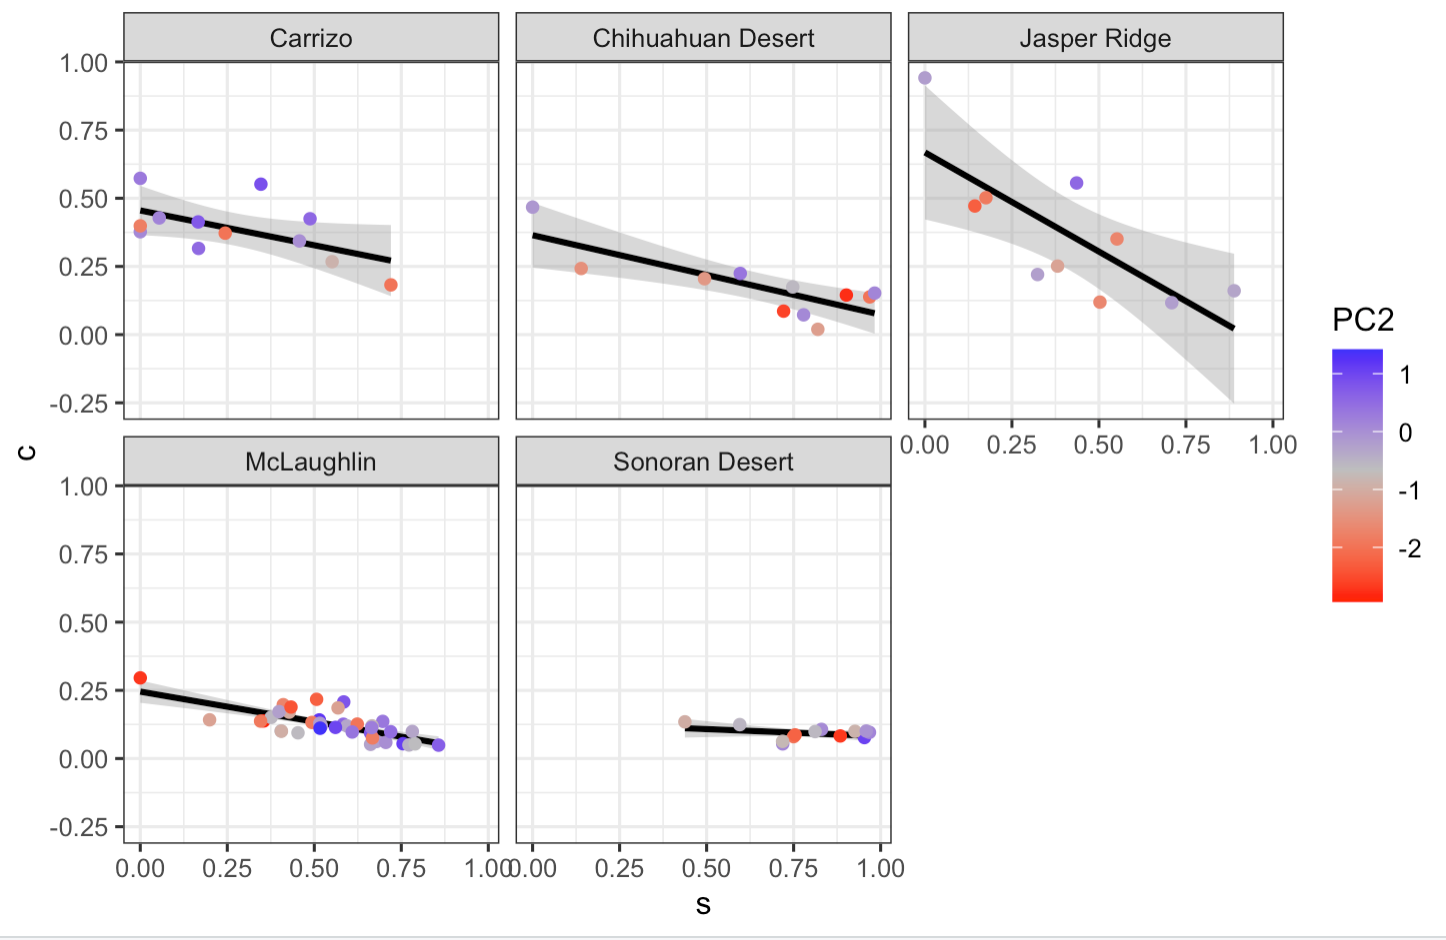 Carrizo Chihuahuan Desert Jasper Ridge
1.00
0.75
0.50
0.25
0.00
-0.25
0.00 0.25 0.50 0.75 1.00
McLaughlin Sonoran Desert
1.00
0.75
0.50
0.25
0.00
-0.25
0.00 0.25 0.50 0.75 1.00 0.00 0.25 0.50 0.75 1.00
c
s
PC2
1
0
-1
-2